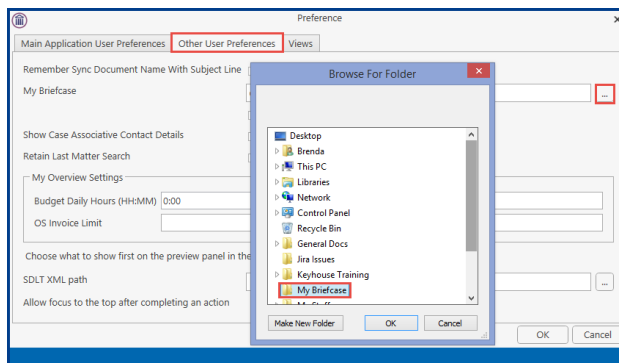 Preference
Main Application User Preferences
Other User Preferences
Views
Remember Sync Document Name With Subject Line
My Briefcase
...
Show Case Associative Contact Details
Retain Last Matter Search
My Overview Settings
Budget Daily Hours (HH:MM) 0:00
OS Invoice Limit
Choose what to show first on the preview panel in the
SDLT XML path
...
Allow focus to the top after completing an action
OK
Cancel
Browse For Folder
Desktop
Brenda
This PC
Libraries
Network
Control Panel
Recycle Bin
General Docs
Jira Issues
Keyhouse Training
My Briefcase
Make New Folder
OK
Cancel